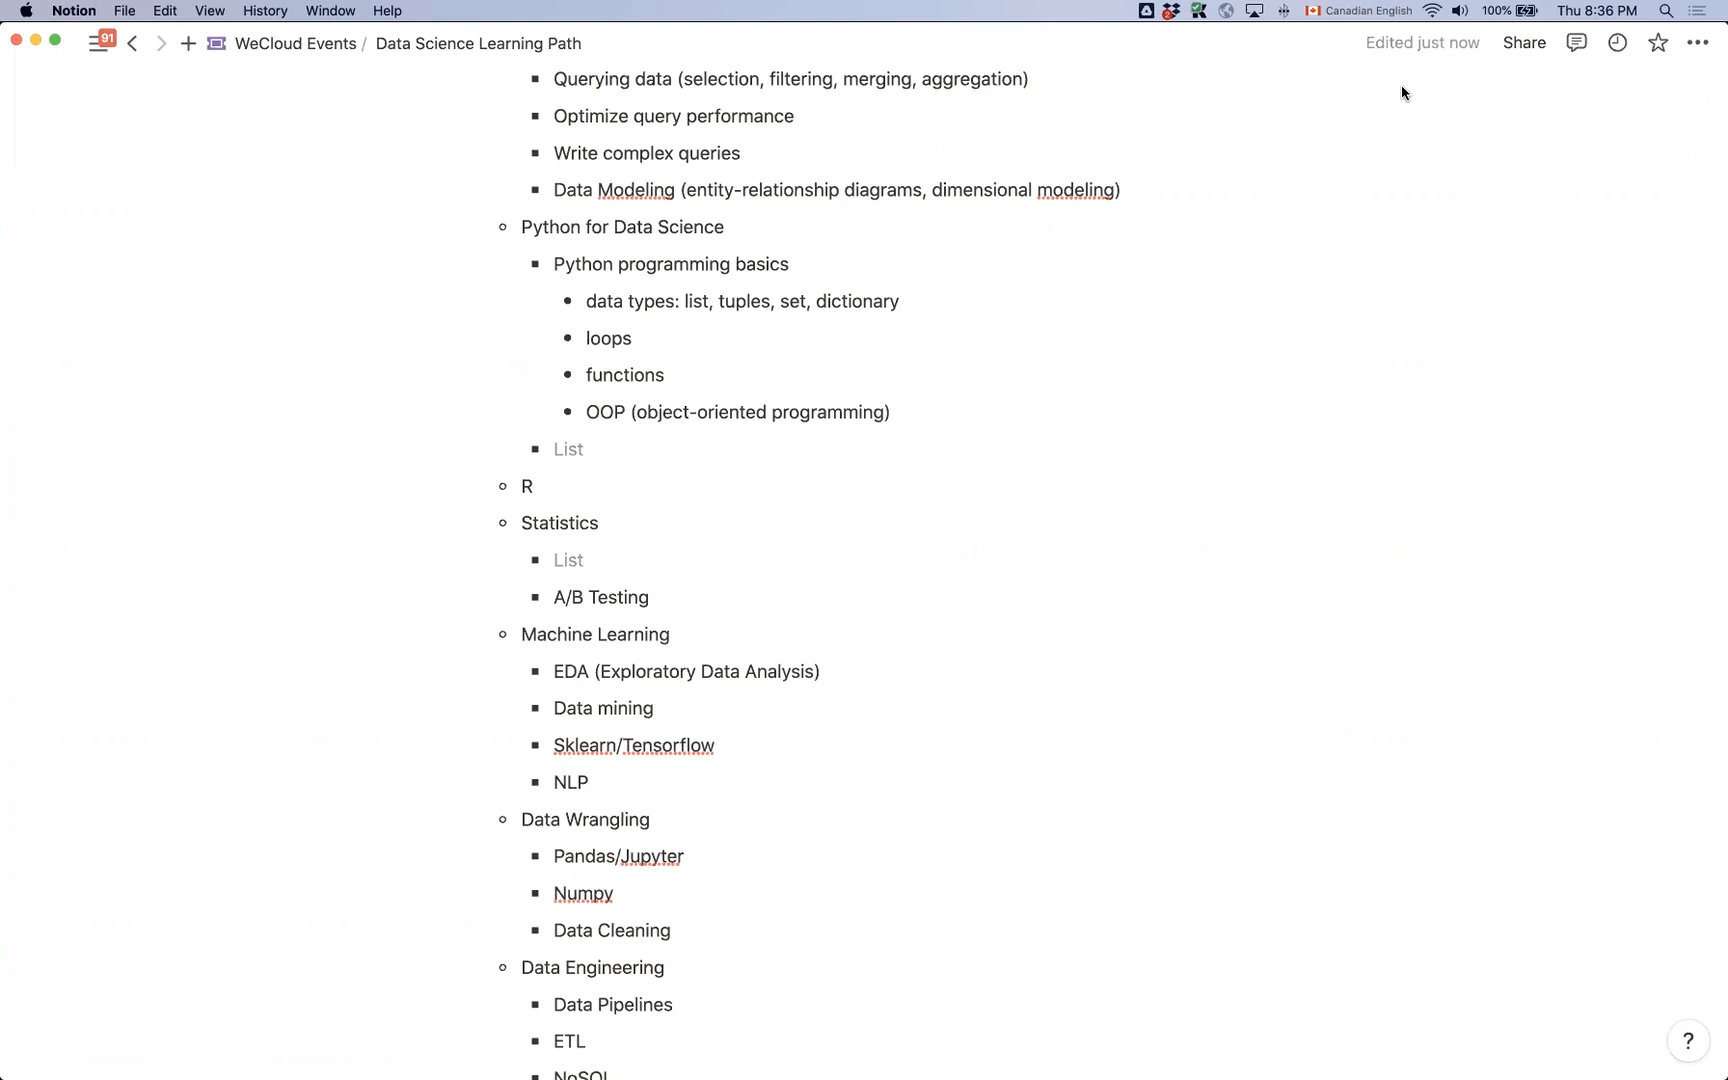 Notion File Edit View History Window Help 2 Canadian English 100% Thu 8:36 PM
91 WeCloud Events / Data Science Learning Path Edited just now Share
Querying data (selection, filtering, merging, aggregation)
Optimize query performance
Write complex queries
Data Modeling (entity-relationship diagrams, dimensional modeling)
Python for Data Science
Python programming basics
data types: list, tuples, set, dictionary
loops
functions
OOP (object-oriented programming)
List
R
Statistics
List
A/B Testing
Machine Learning
EDA (Exploratory Data Analysis)
Data mining
Sklearn/Tensorflow
NLP
Data Wrangling
Pandas/Jupyter
Numpy
Data Cleaning
Data Engineering
Data Pipelines
ETL
?
NoSQL